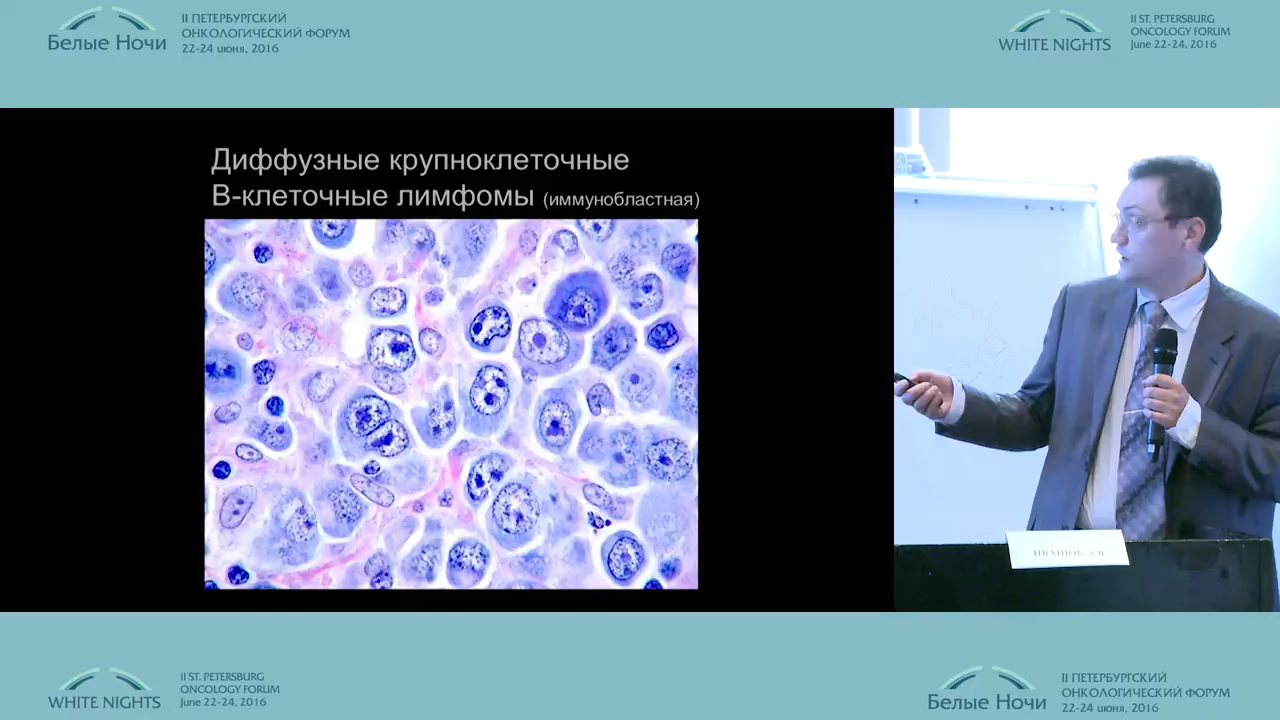 Белые Ночи
II ПЕТЕРБУРГСКИЙ
ОНКОЛОГИЧЕСКИЙ ФОРУМ
22-24 июня, 2016
WHITE NIGHTS
II ST. PETERSBURG
ONCOLOGY FORUM
June 22-24, 2016
Диффузные крупноклеточные
В-клеточные лимфомы (иммунобластная)
ИВАНЮК А.В
WHITE NIGHTS
II ST. PETERSBURG
ONCOLOGY FORUM
June 22-24, 2016
Белые Ночи
II ПЕТЕРБУРГСКИЙ
ОНКОЛОГИЧЕСКИЙ ФОРУМ
22-24 июня, 2016